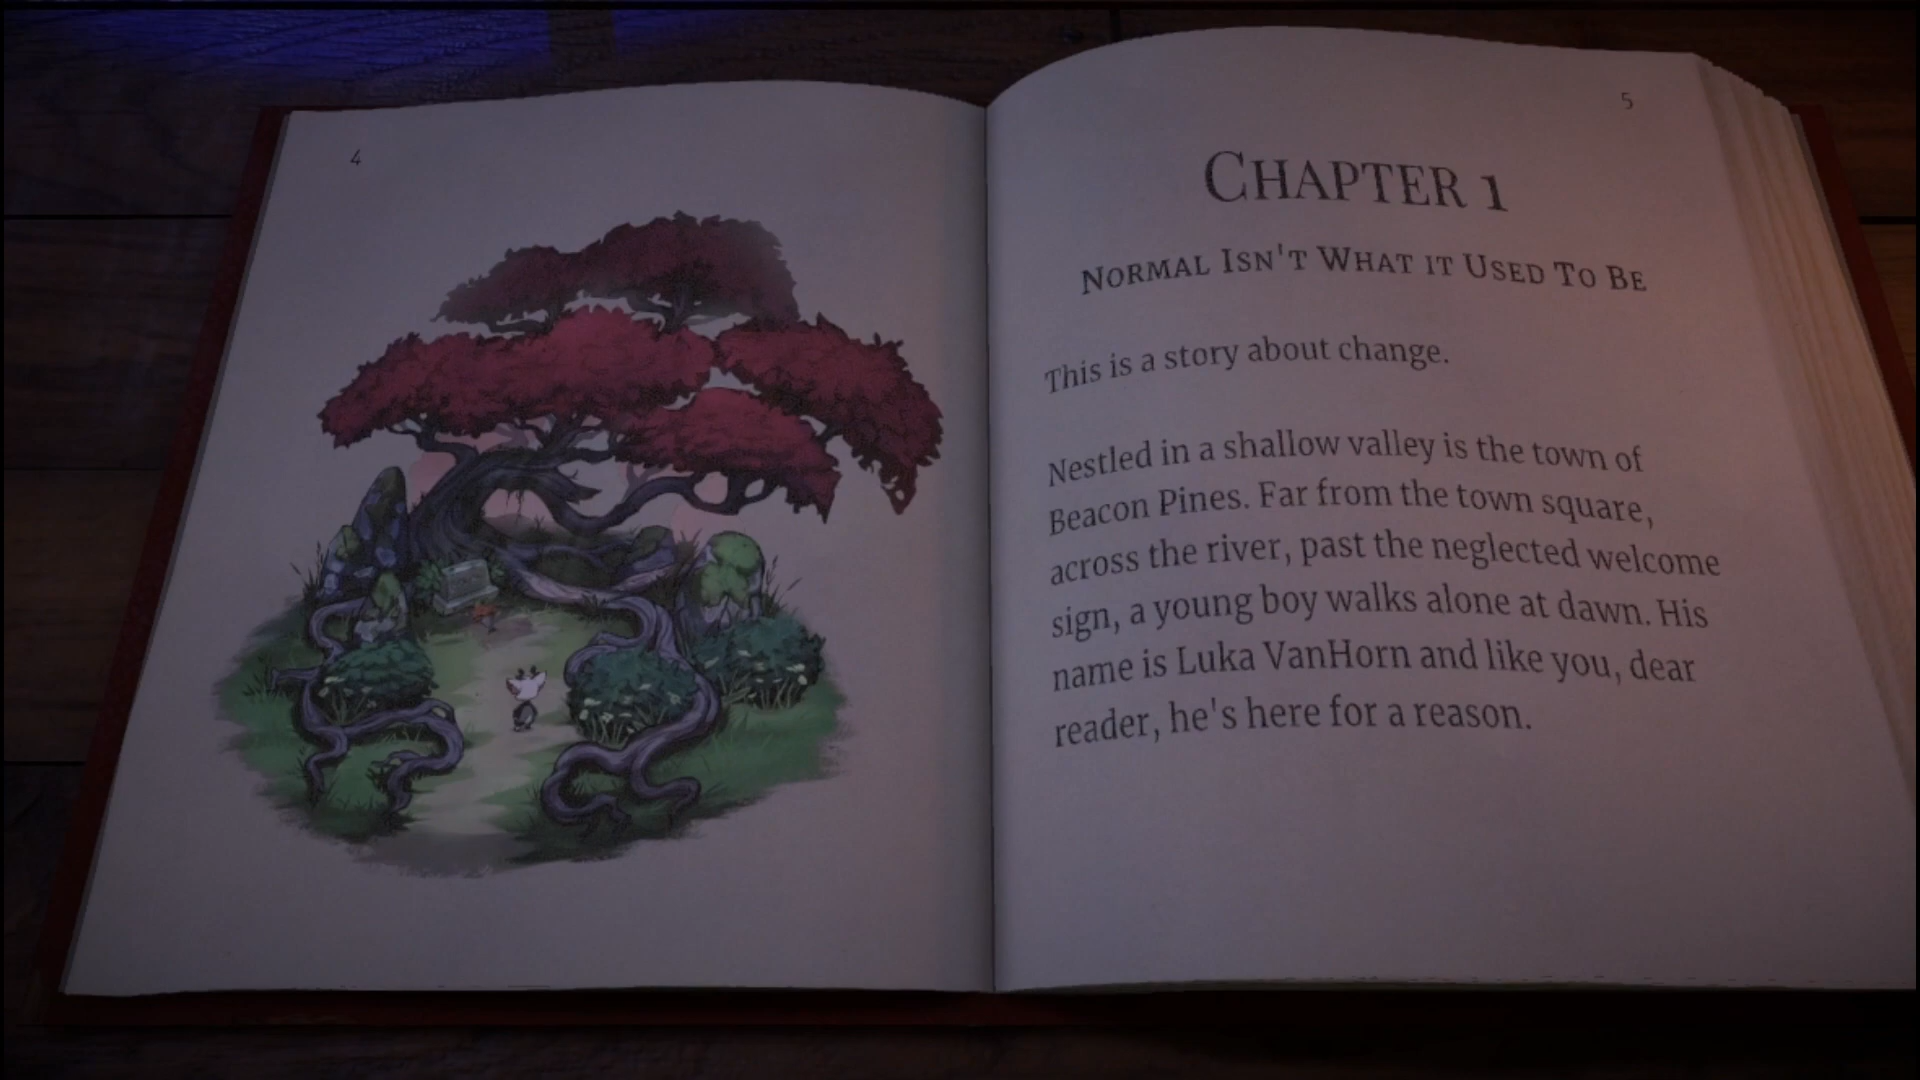 4
5
CHAPTER 1
NORMAL ISN'T WHAT IT USED TO BE
This is a story about change.
Nestled in a shallow valley is the town of
Beacon Pines. Far from the town square,
across the river, past the neglected welcome
sign, a young boy walks alone at dawn. His
name is Luka VanHorn and like you, dear
reader, he's here for a reason.